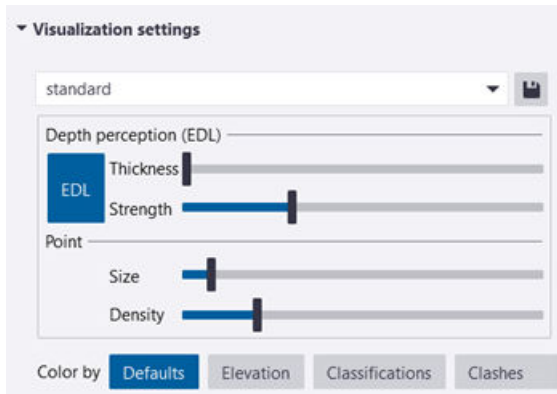 Visualization settings
standard
Depth perception (EDL)
EDL
Thickness
Strength
Point
Size
Density
Color by Defaults Elevation Classifications Clashes